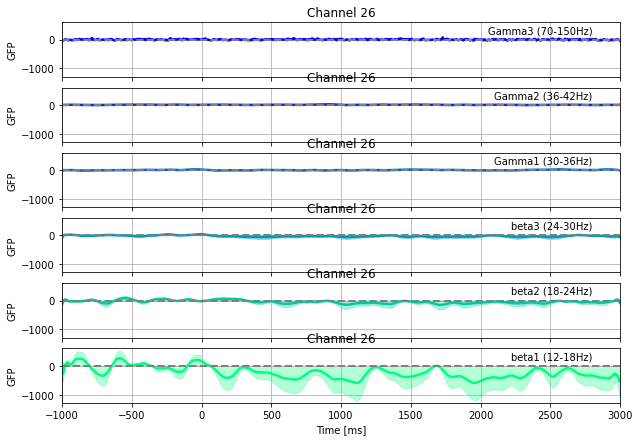 Channel 26
Gamma3 (70-150Hz)
GFP
0
−1000
Channel 26
Gamma2 (36-42Hz)
GFP
0
−1000
Channel 26
Gamma1 (30-36Hz)
GFP
0
−1000
Channel 26
beta3 (24-30Hz)
GFP
0
−1000
Channel 26
beta2 (18-24Hz)
GFP
0
−1000
Channel 26
beta1 (12-18Hz)
GFP
0
−1000
−1000 −500 0 500 1000 1500 2000 2500 3000
Time [ms]